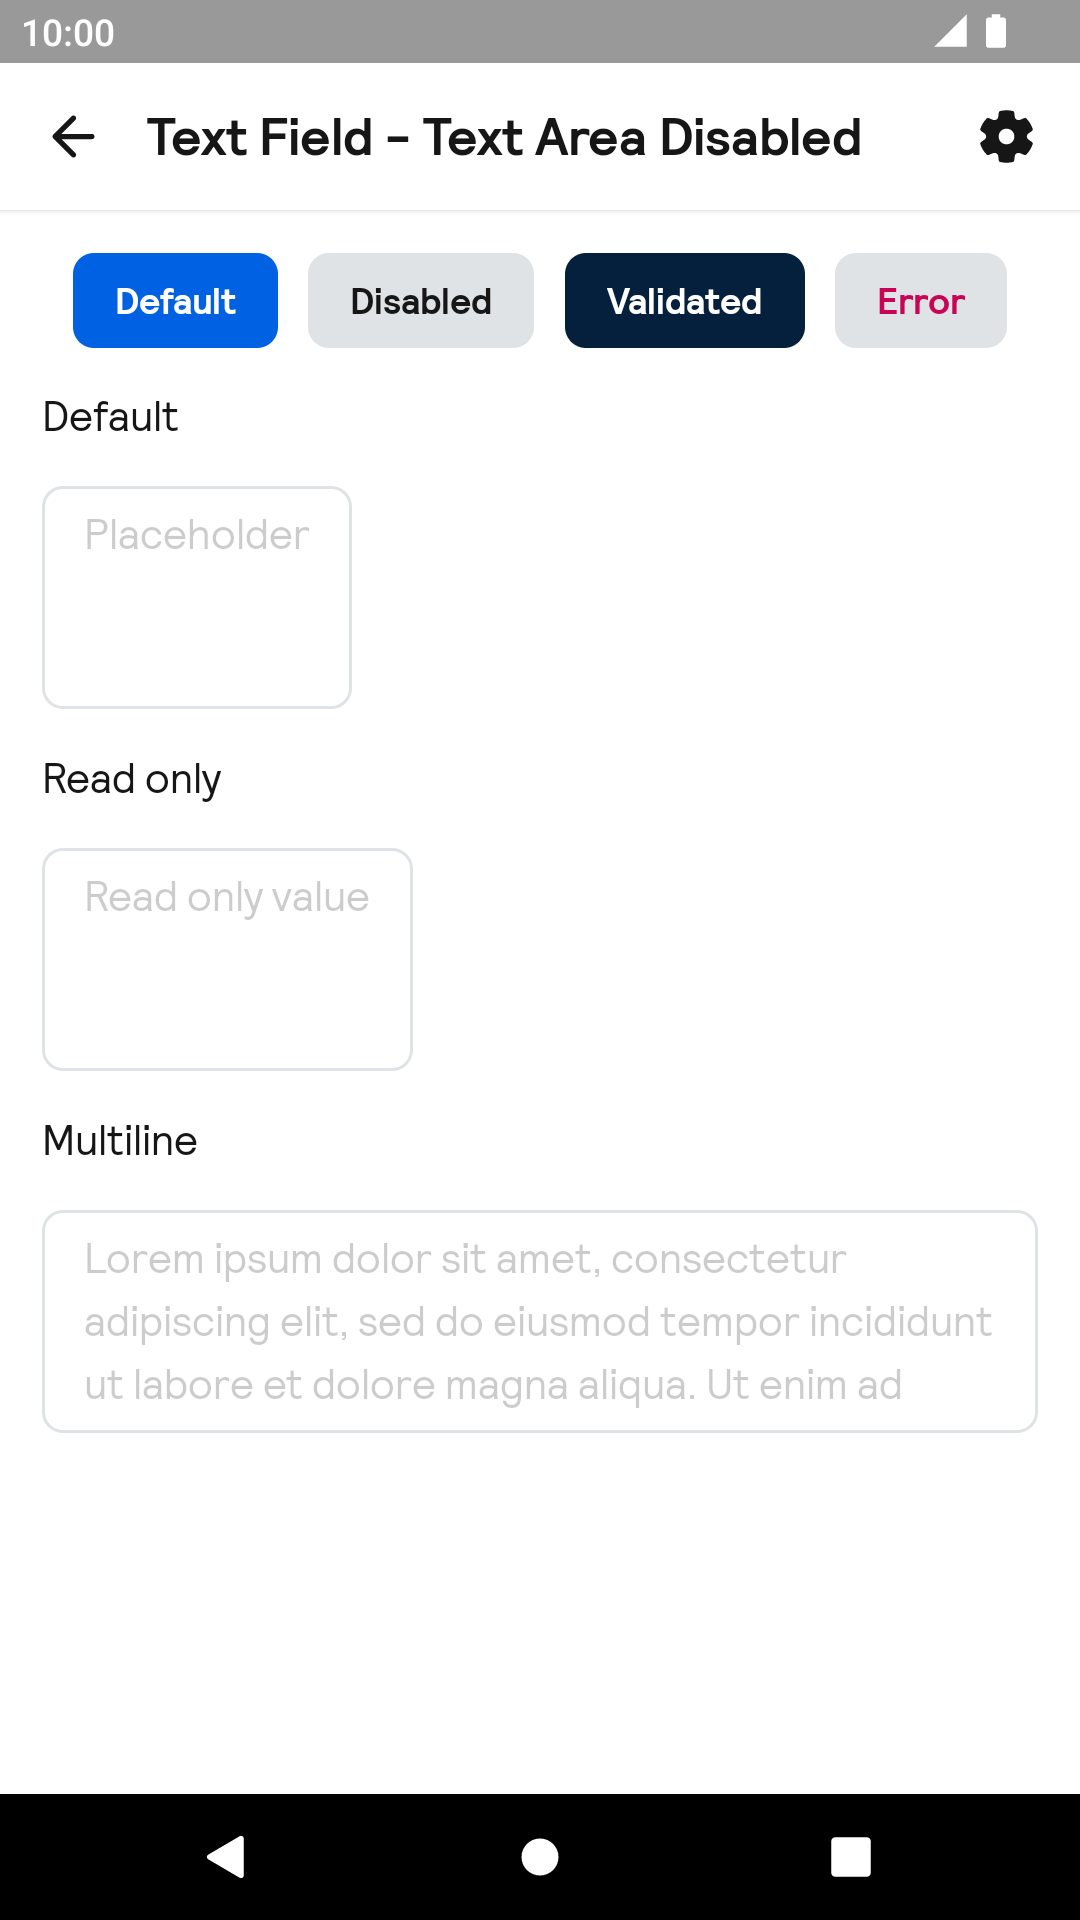 10:00
Text Field - Text Area Disabled
Default Disabled Validated Error
Default
Placeholder
Read only
Read only value
Multiline
Lorem ipsum dolor sit amet, consectetur
adipiscing elit, sed do eiusmod tempor incididunt
ut labore et dolore magna aliqua. Ut enim ad